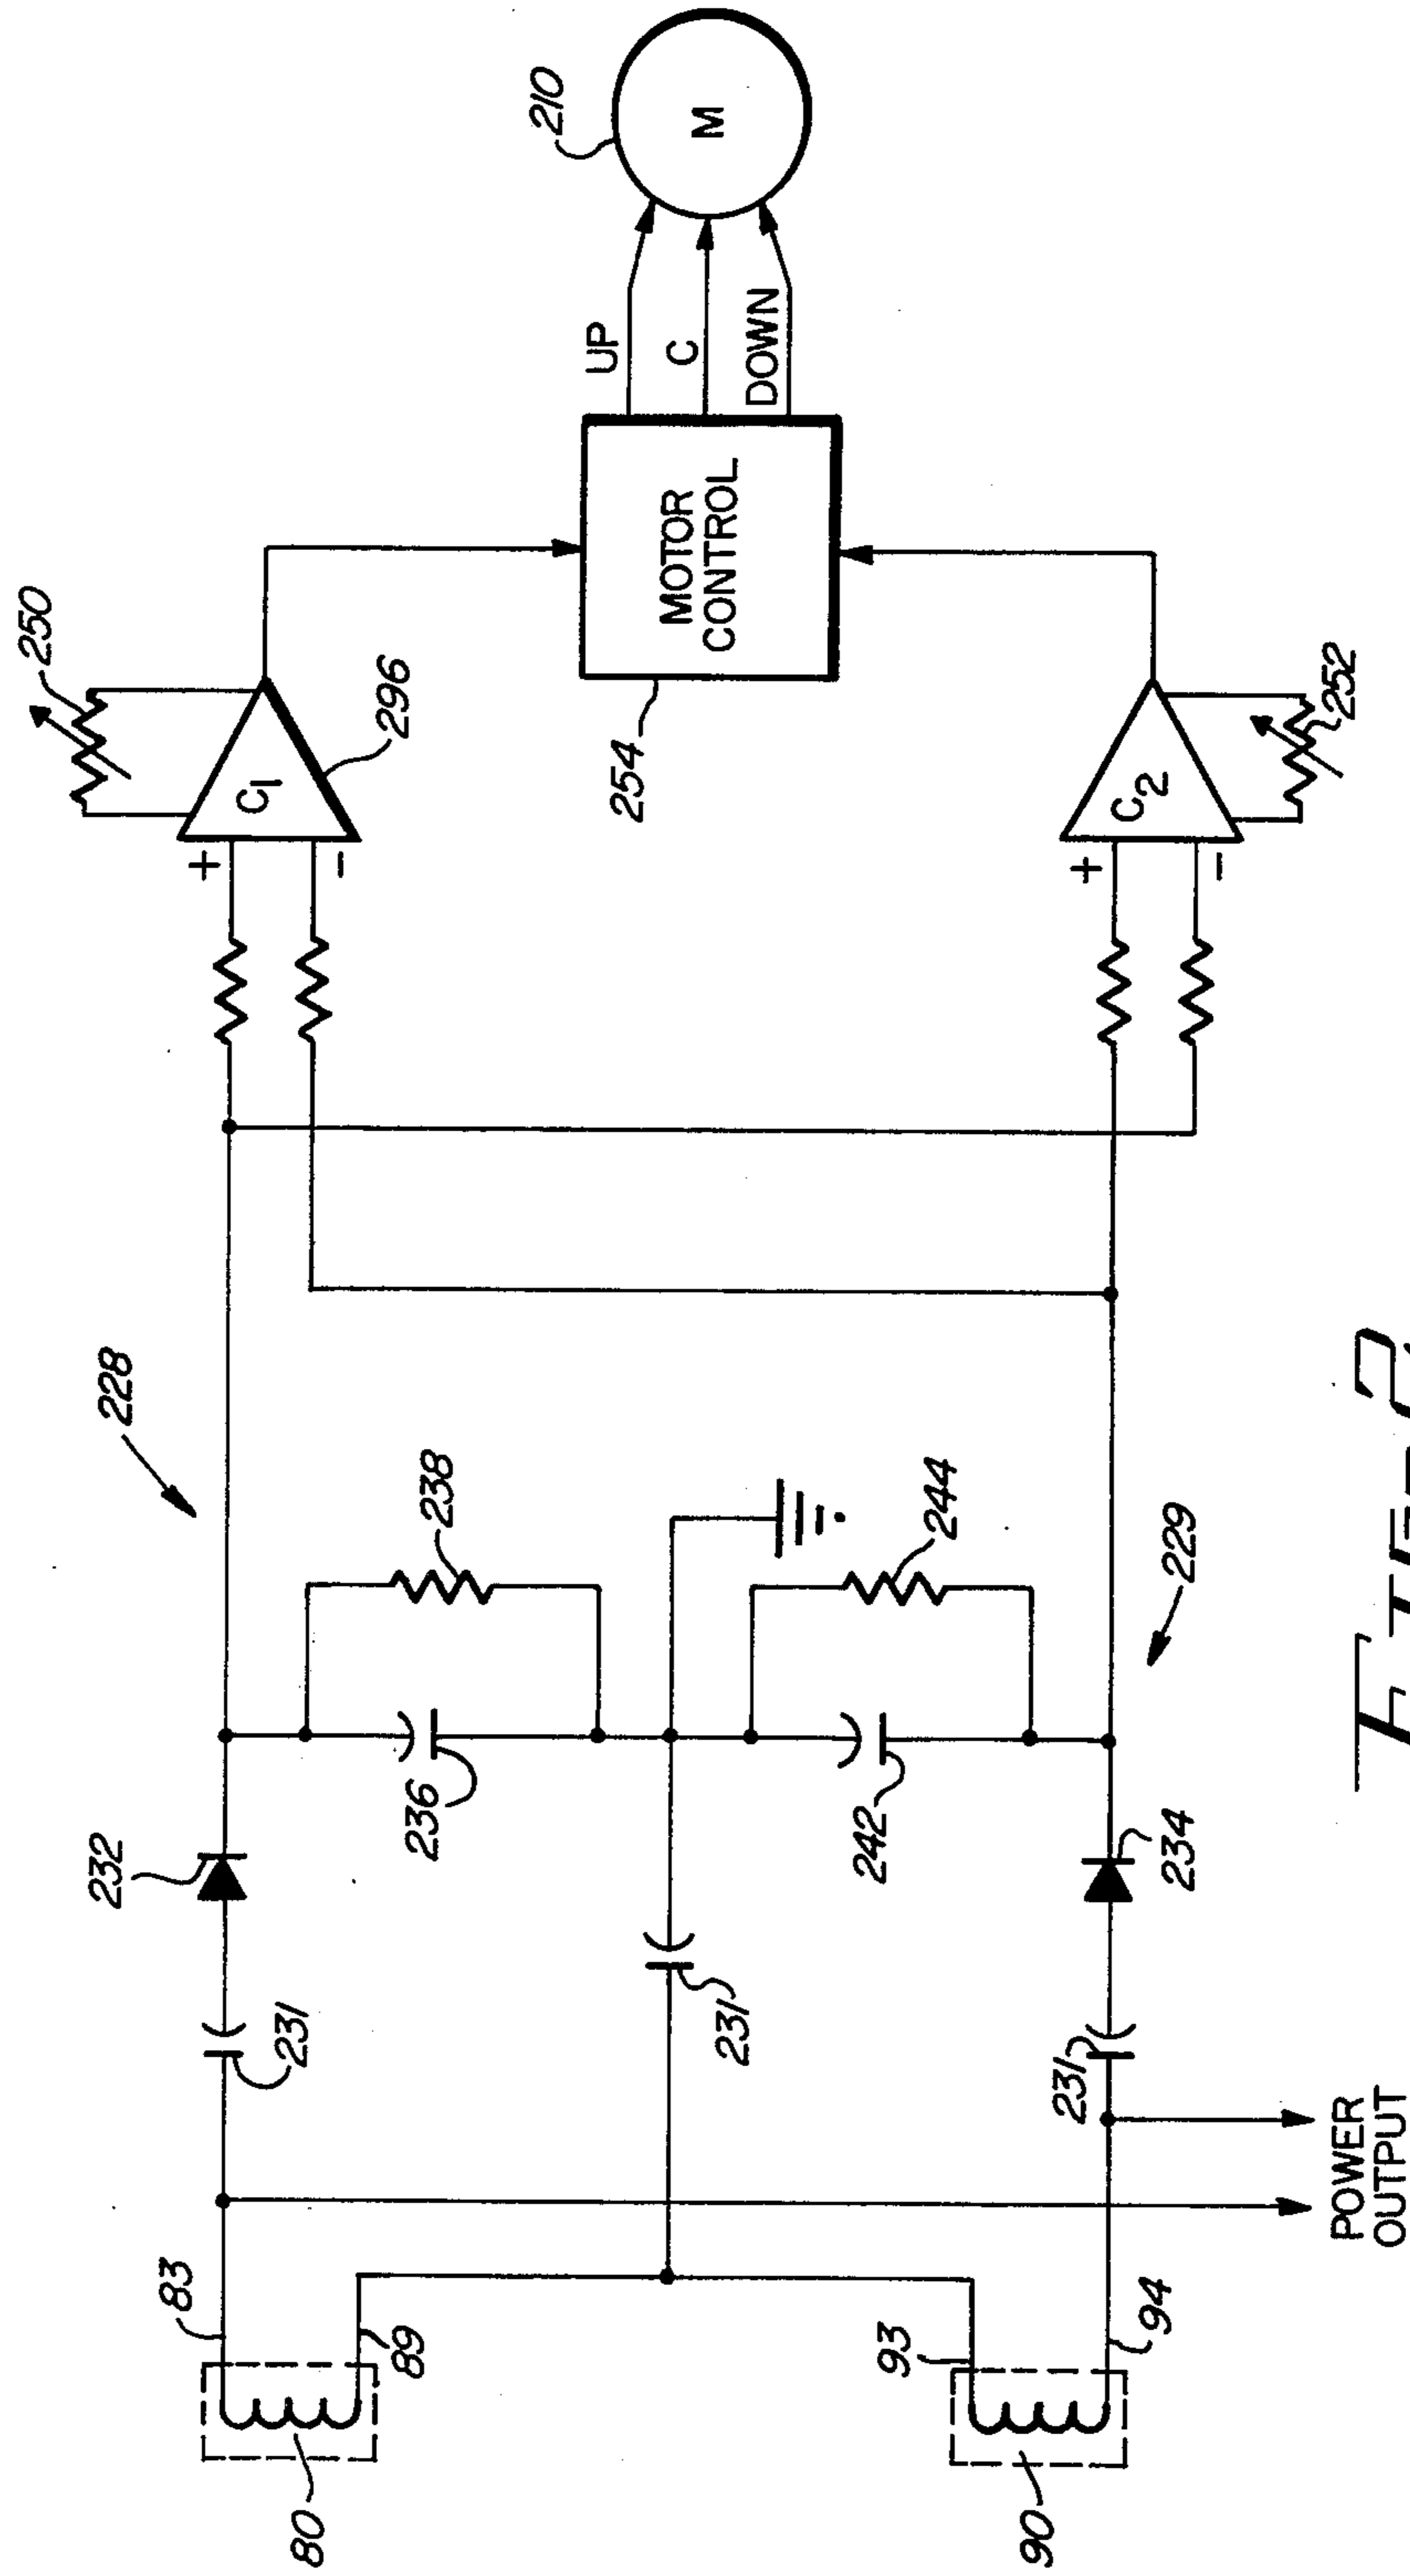 228
250
C1
296
+
-
232
231
83
80
89
236
238
231
254
MOTOR
CONTROL
UP
C
DOWN
210
M
93
90
94
242
244
231
234
229
+
-
C2
252
POWER
OUTPUT